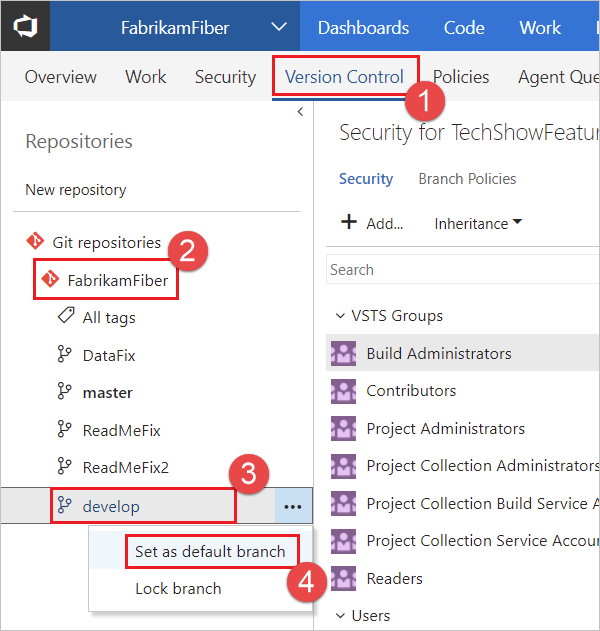 FabrikamFiber Dashboards Code Work
Overview Work Security Version Control Policies Agent Que
1
Repositories
New repository
Git repositories
2
FabrikamFiber
All tags
DataFix
master
ReadMeFix
ReadMeFix2
3
develop ...
Set as default branch
4
Lock branch
Security for TechShowFeatur
Security Branch Policies
+ Add... Inheritance
Search
VSTS Groups
Build Administrators
Contributors
Project Administrators
Project Collection Administrators
Project Collection Build Service A
Project Collection Service Accoun
Readers
Users